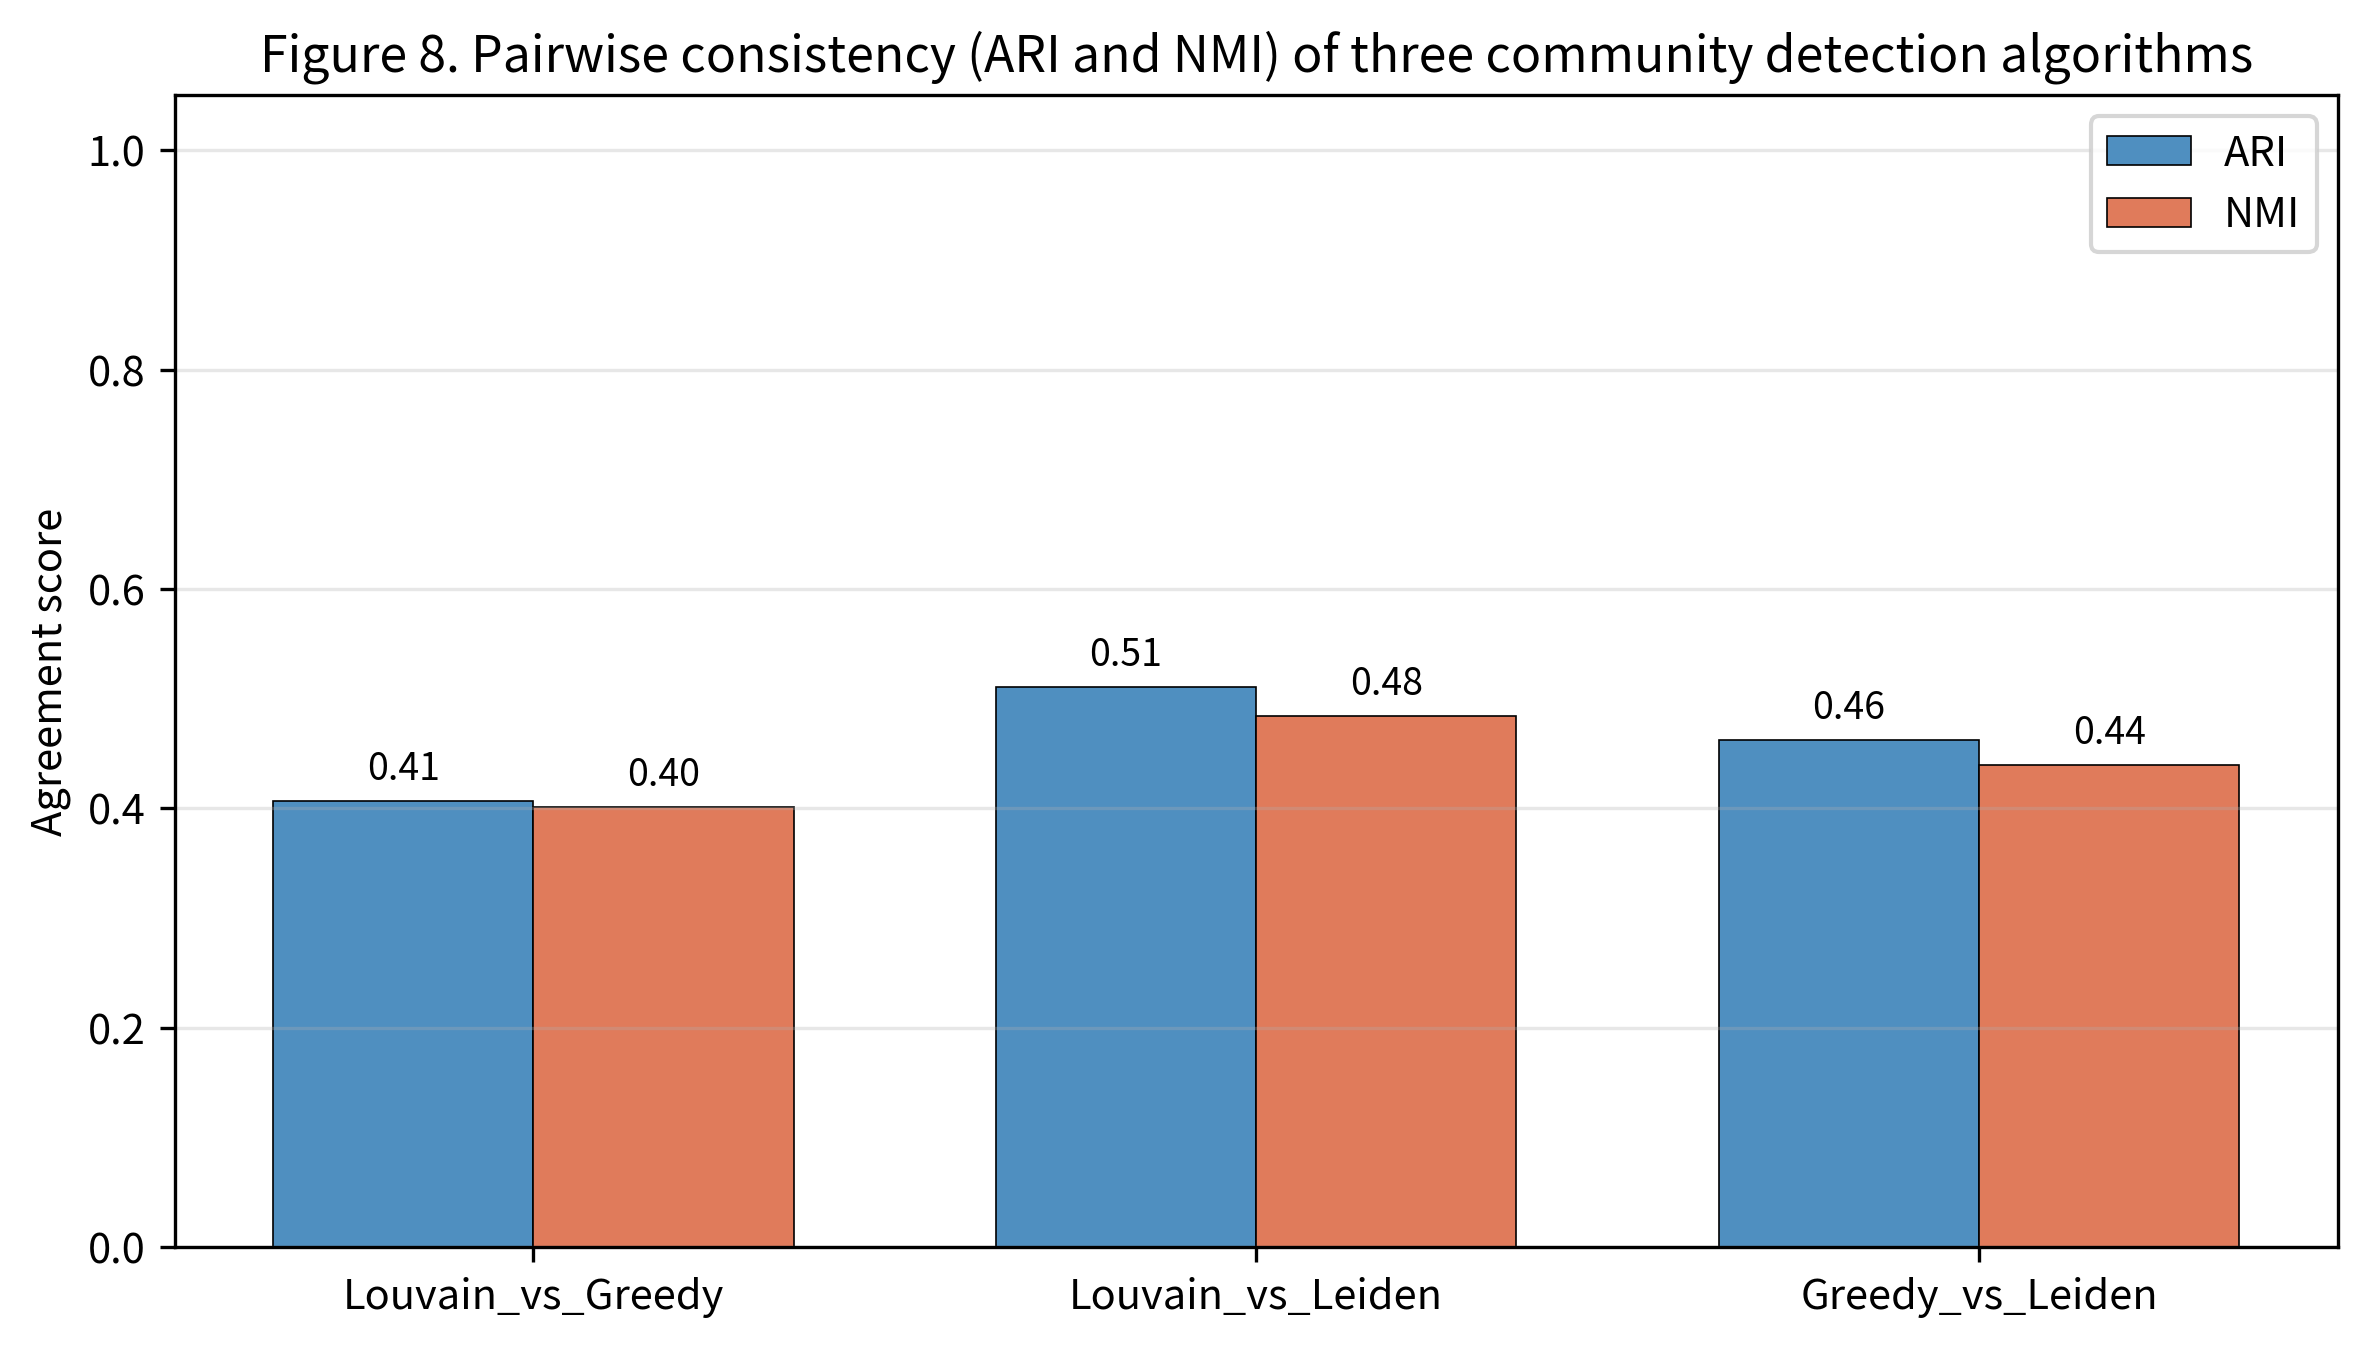 Figure 8. Pairwise consistency (ARI and NMI) of three community detection algorithms
ARI
NMI
Agreement score
1.0
0.8
0.6
0.4
0.2
0.0
0.41
0.40
0.51
0.48
0.46
0.44
Louvain_vs_Greedy
Louvain_vs_Leiden
Greedy_vs_Leiden